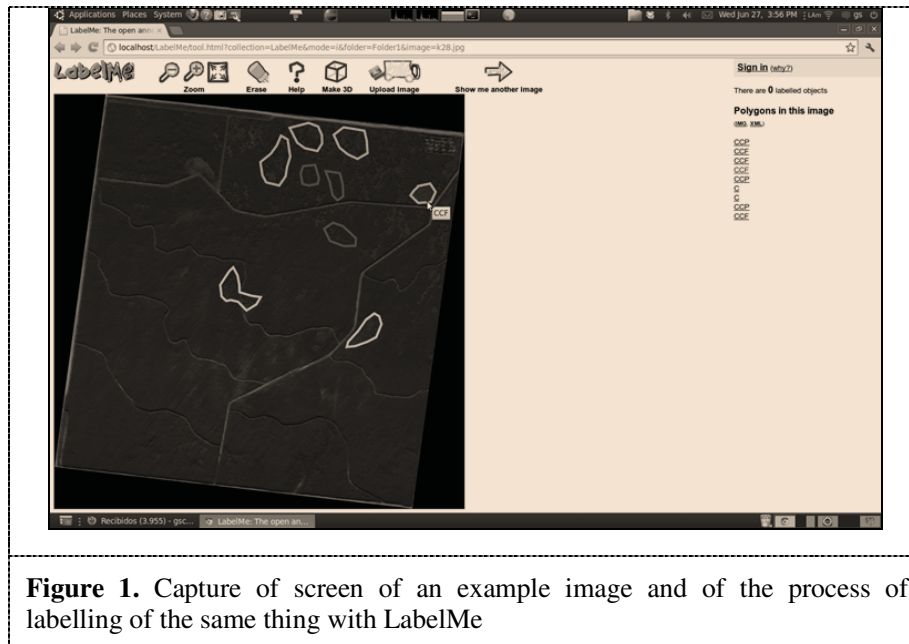 Applications Places System Wed Jun 27, 3:56 PM gs
LabelMe: The open anno
localhost/LabelMe/tool.html?collection=LabelMe&mode=i&folder=Folder1&image=k28.jpg
LabelMe
Zoom Erase Help Make 3D Upload Image Show me another image
Sign in (why?)
There are 0 labelled objects
Polygons in this image
(IMG, XML)
CCP
CCF
CCF
CCF
CCP
C
C
CCP
CCF
CCF
Recibidos (3.955) - gsc... LabelMe: The open an...
Figure 1. Capture of screen of an example image and of the process of
labelling of the same thing with LabelMe